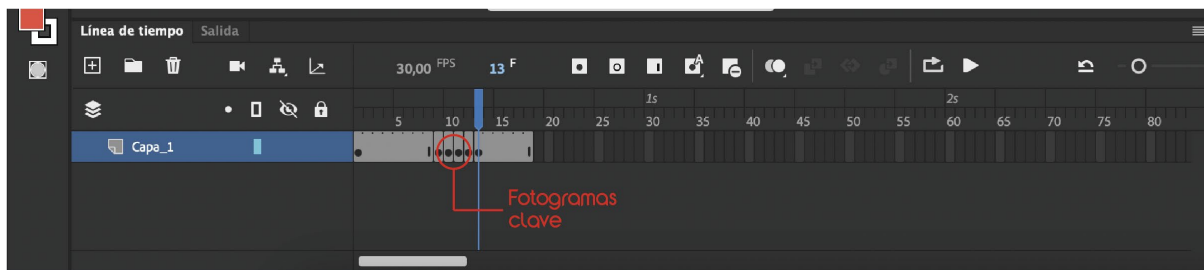 Línea de tiempo Salida
30,00 FPS 13 F
1s 2s
5 10 15 20 25 30 35 40 45 50 55 60 65 70 75 80
Capa_1
Fotogramas
clave